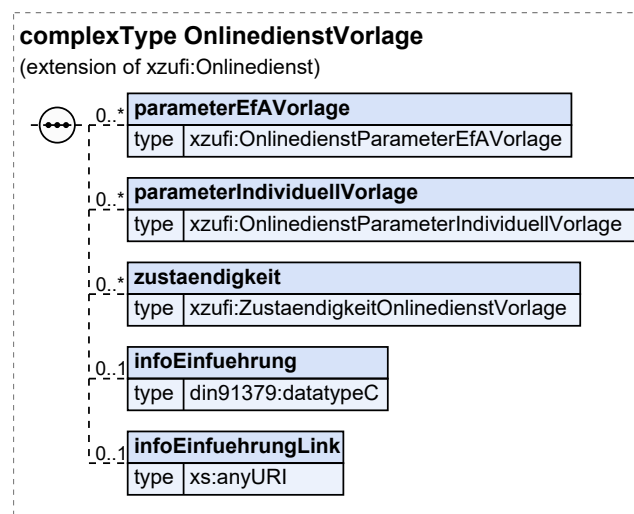 complexType OnlinedienstVorlage
(extension of xzufi:Onlinedienst)
0..* parameterEfAVorlage
type xzufi:OnlinedienstParameterEfAVorlage
0..* parameterIndividuellVorlage
type xzufi:OnlinedienstParameterIndividuellVorlage
0..* zustaendigkeit
type xzufi:ZustaendigkeitOnlinedienstVorlage
0..1 infoEinfuehrung
type din91379:datatypeC
0..1 infoEinfuehrungLink
type xs:anyURI